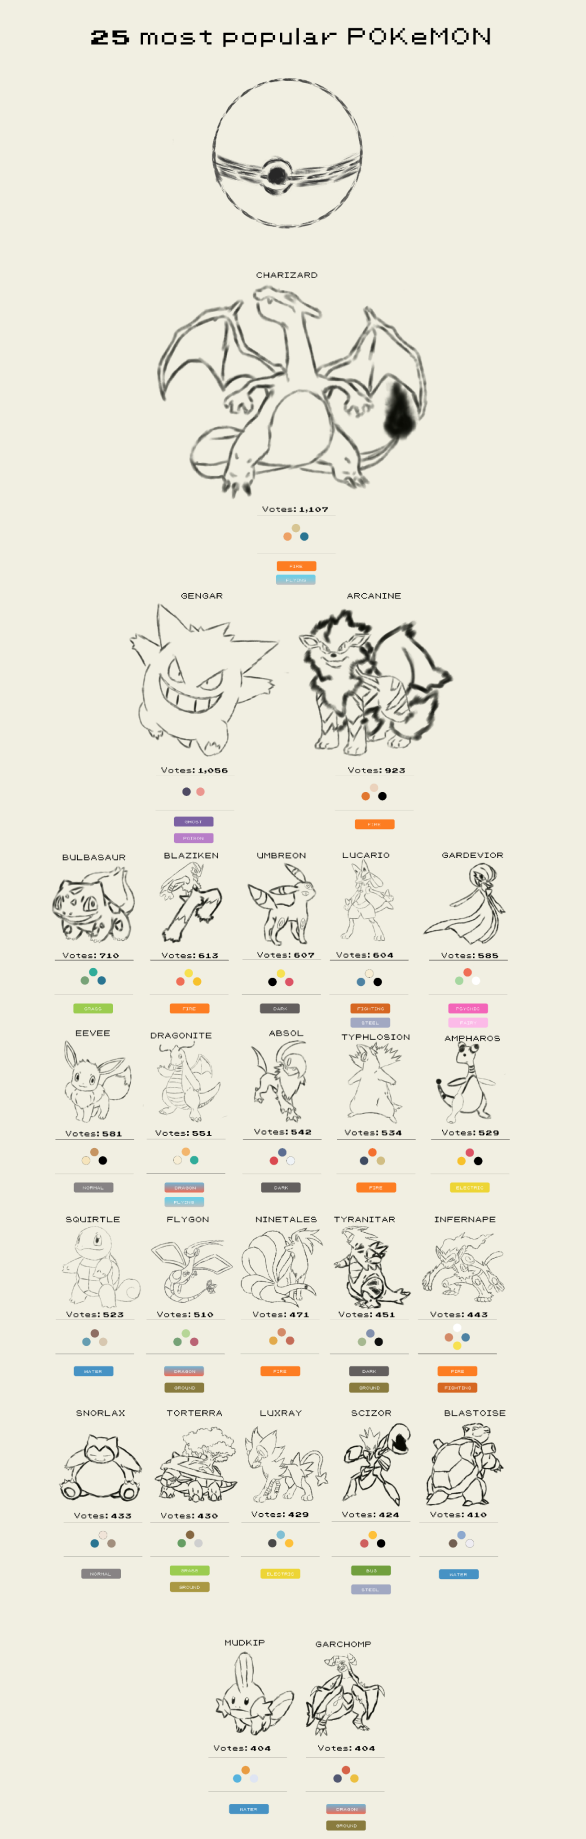 25 most popular POKeMON
CHARIZARD
Votes: 1,107
FIRE
FLYING
GENGAR ARCANINE
Votes: 1,056 Votes: 923
GHOST FIRE
POISON
BULBASAUR BLAZIKEN UMBREON LUCARIO GARDEVIOR
Votes: 710 Votes: 613 Votes: 607 Votes: 604 Votes: 585
GRASS FIRE DARK FIGHTING PSYCHIC
STEEL FAIRY
EEVEE DRAGONITE ABSOL TYPHLOSION AMPHAROS
Votes: 581 Votes: 551 Votes: 542 Votes: 534 Votes: 529
NORMAL DRAGON DARK FIRE ELECTRIC
FLYING
SQUIRTLE FLYGON NINETALES TYRANITAR INFERNAPE
Votes: 523 Votes: 510 Votes: 471 Votes: 451 Votes: 443
WATER DRAGON FIRE DARK FIRE
GROUND GROUND FIGHTING
SNORLAX TORTERRA LUXRAY SCIZOR BLASTOISE
Votes: 433 Votes: 430 Votes: 429 Votes: 424 Votes: 410
NORMAL GRASS ELECTRIC BUG WATER
GROUND STEEL
MUDKIP GARCHOMP
Votes: 404 Votes: 404
WATER DRAGON
GROUND